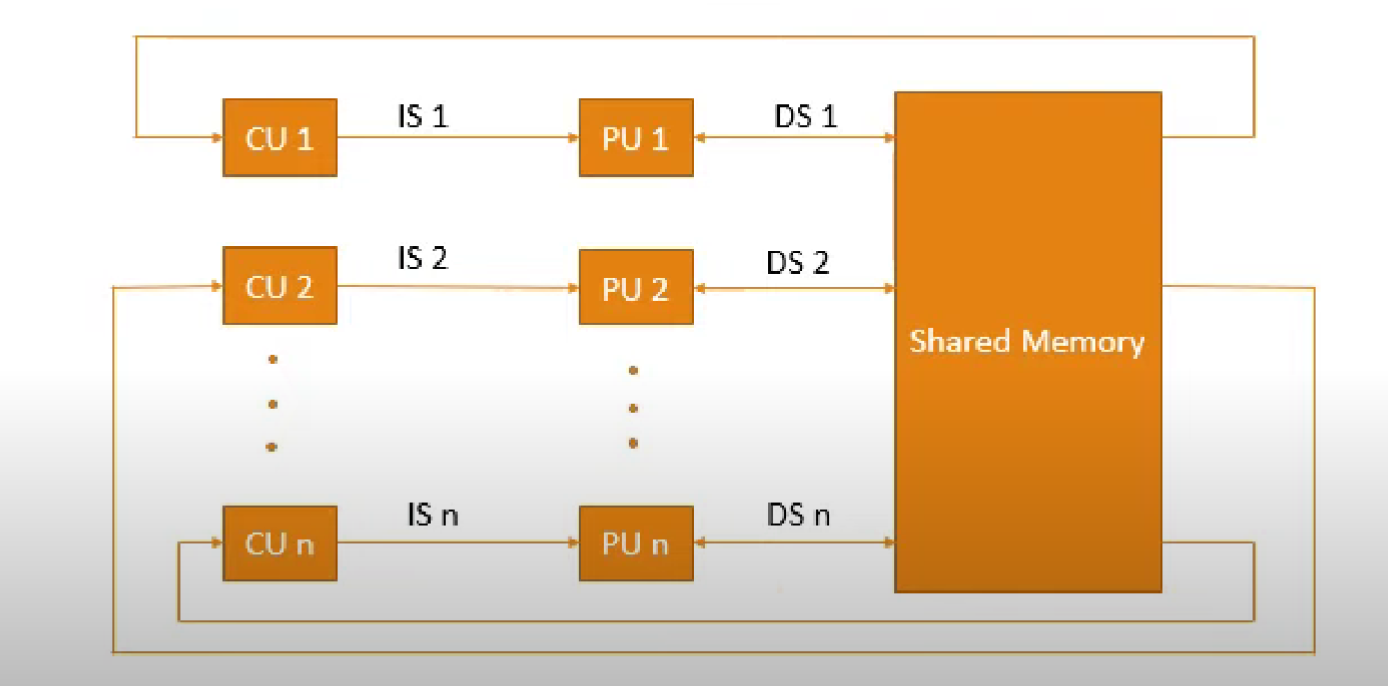 IS 1
DS 1
CU 1
PU 1
IS 2
DS 2
CU 2
PU 2
Shared Memory
IS n
DS n
CU n
PU n